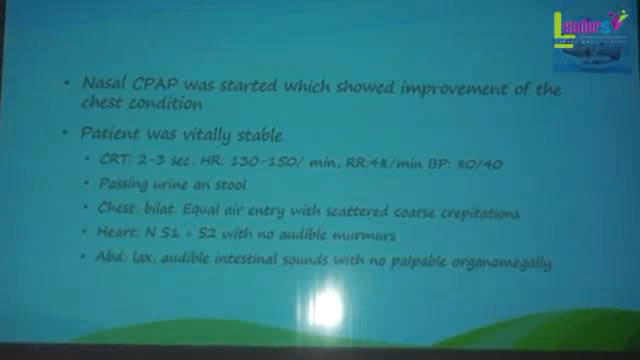 Leaders
Nasal CPAP was started which showed improvement of the
chest condition
Patient was vitally stable
CRT: 2-3 sec. HR: 130-150/ min, RR:48/min BP: 80/40
Passing urine an stool
Chest: bilat. Equal air entry with scattered coarse crepitations
Heart: N S1 + S2 with no audible murmurs
Abd: lax, audible intestinal sounds with no palpable organomegally